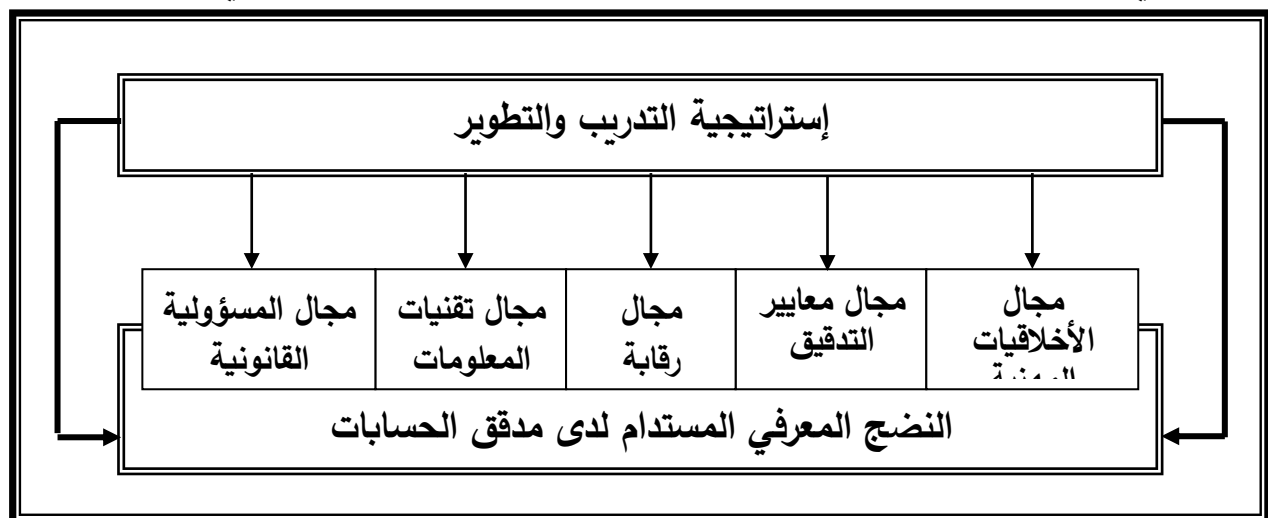 إستراتيجية التدريب والتطوير
مجال
الأخلاقيات
مجال معايير
التدقيق
مجال
رقابة
مجال تقنيات
المعلومات
مجال المسؤولية
القانونية
النضج المعرفي المستدام لدى مدقق الحسابات